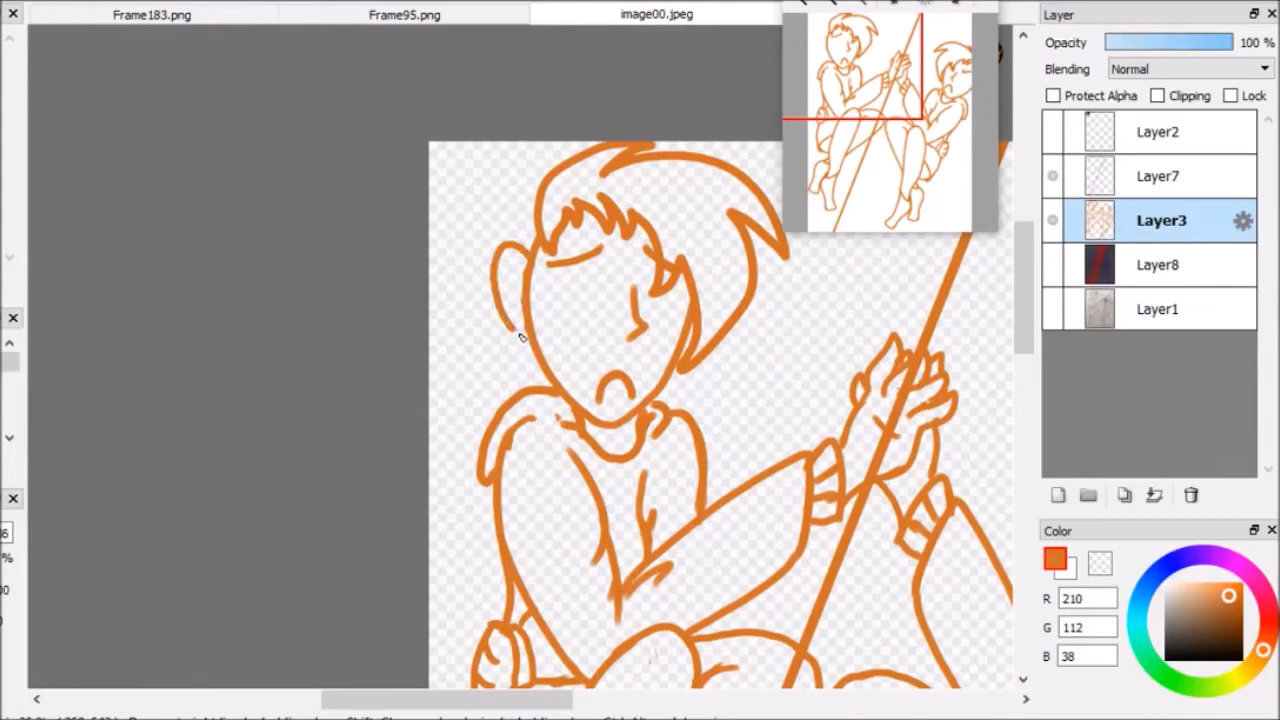 Frame183.png
Frame95.png
image00.jpeg
Layer
Opacity
100 %
Blending
Normal
Protect Alpha
Clipping
Lock
Layer2
Layer7
Layer3
Layer8
Layer1
Color
R
210
G
112
B
38